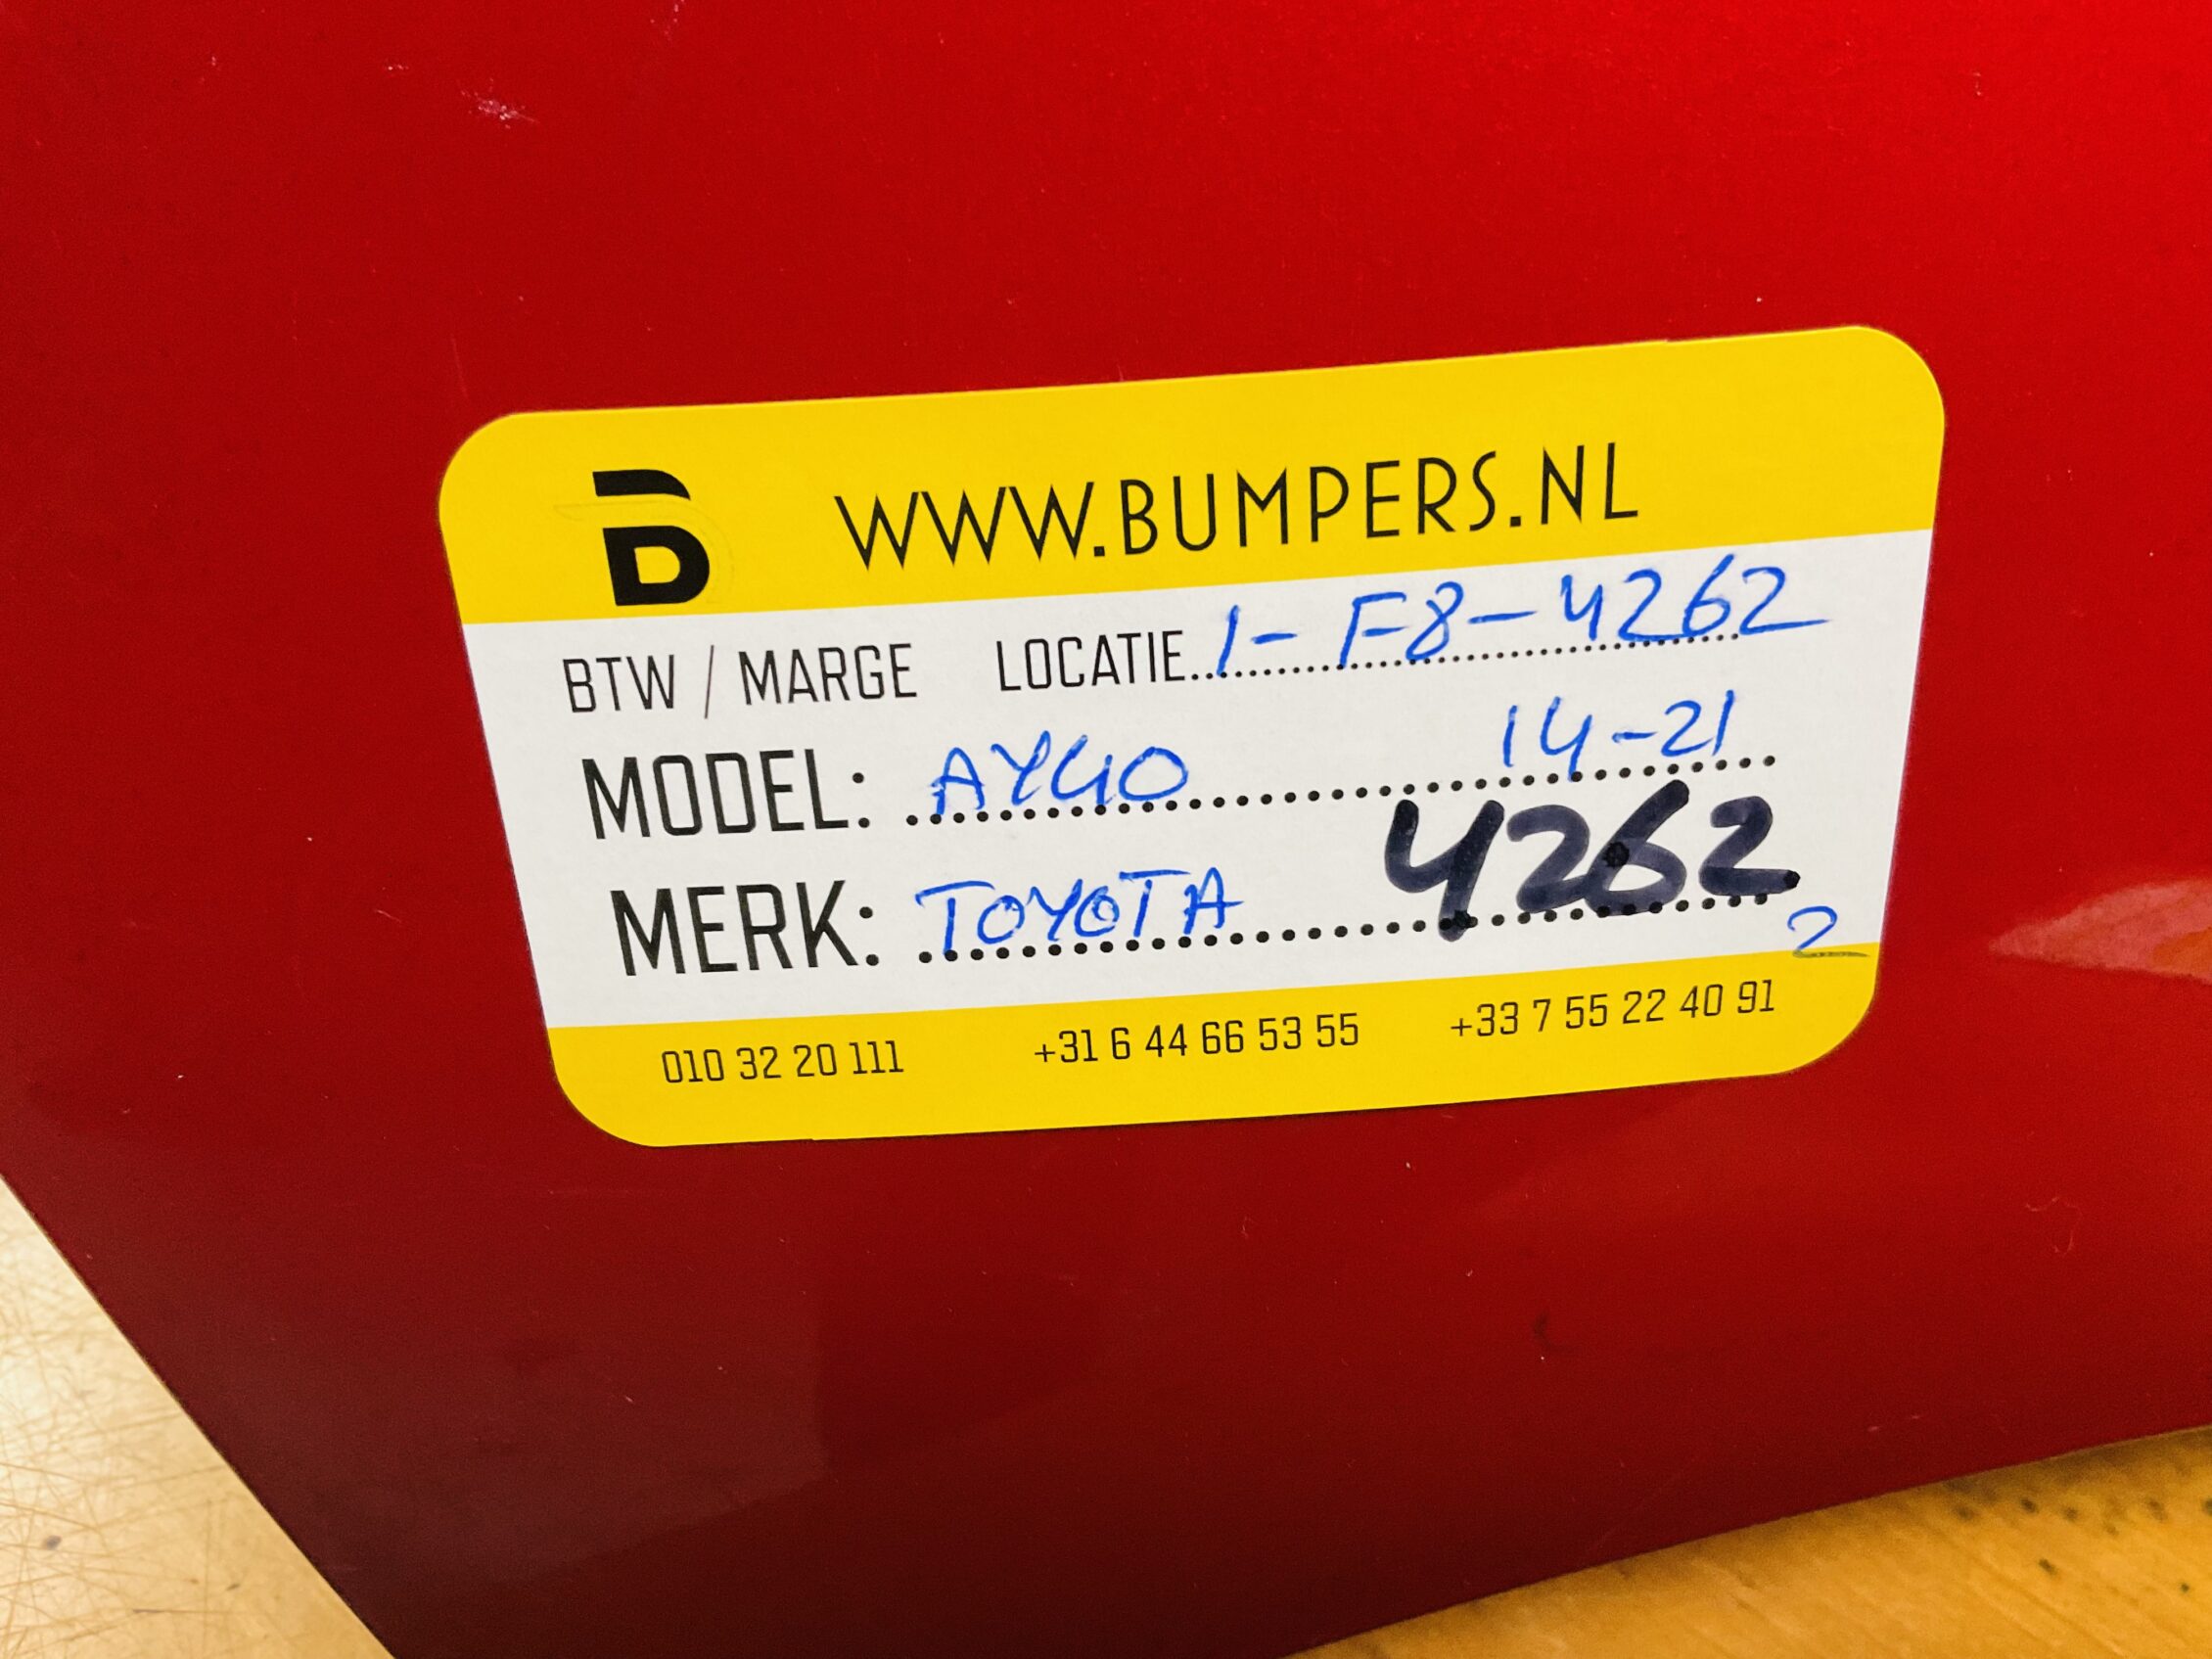 B WWW.BUMPERS.NL
BTW / MARGE LOCATIE 1-F8-4262
MODEL: AYGO 14-21
MERK: TOYOTA 4262
2
010 32 20 111 +31 6 44 66 53 55 +33 7 55 22 40 91